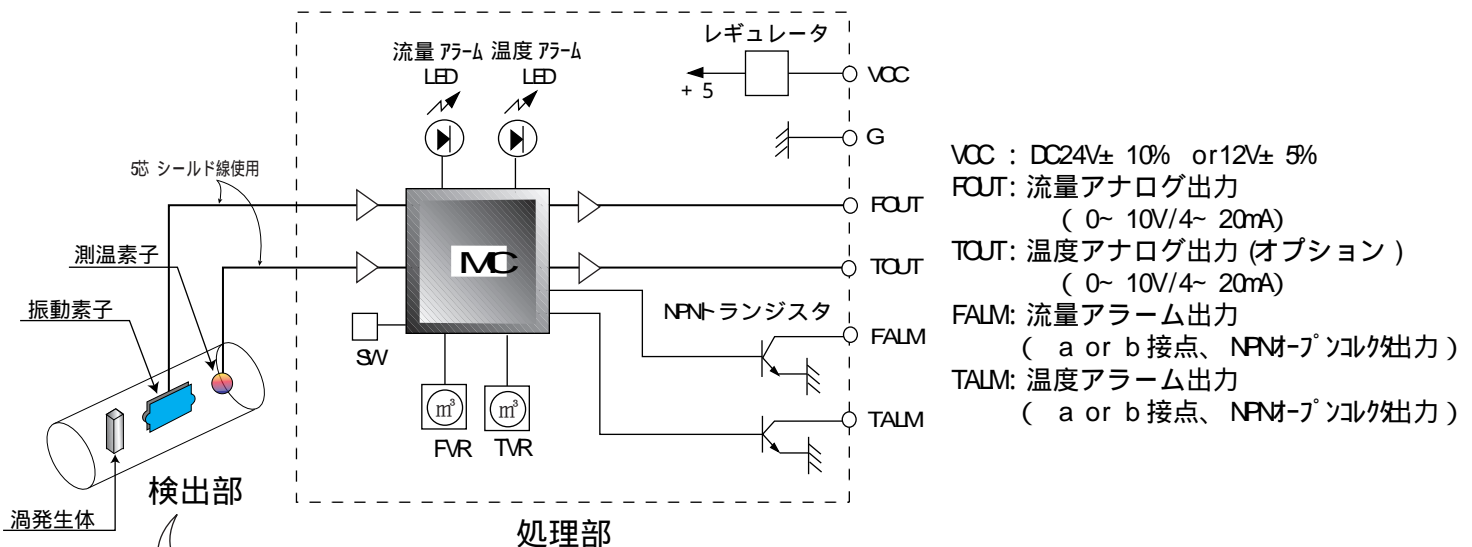 レギュレータ
流量 アラーム 温度 アラーム
LED LED
VCC
+ 5
G
5芯 シールド線使用
VCC : DC24V± 10% or12V± 5%
FOUT
FOUT: 流量アナログ出力
( 0~ 10V/4~ 20mA)
測温素子
IMC
TOUT
TOUT: 温度アナログ出力 (オプション )
( 0~ 10V/4~ 20mA)
振動素子
NPNトランジスタ
FALM
FALM: 流量アラーム出力
( a or b 接点、 NPNオープンコレクタ出力 )
SW
TALM: 温度アラーム出力
( a or b 接点、 NPNオープンコレクタ出力 )
m³ m³
TALM
FVR TVR
検出部
渦発生体
処理部